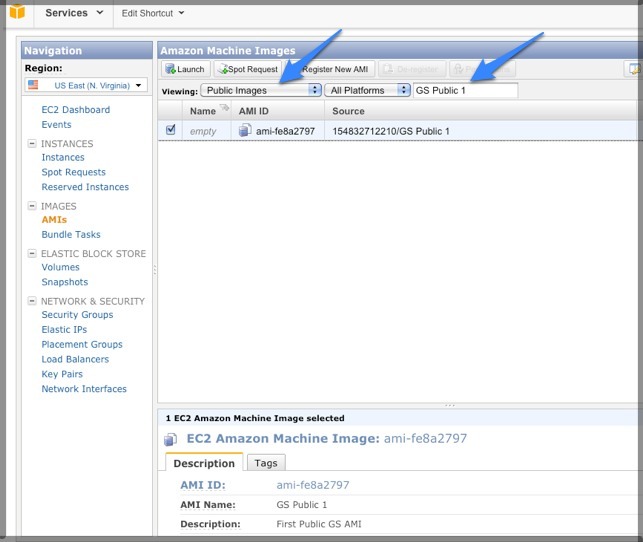 Services Edit Shortcut
Navigation
Region:
US East (N. Virginia)
EC2 Dashboard
Events
INSTANCES
Instances
Spot Requests
Reserved Instances
IMAGES
AMIs
Bundle Tasks
ELASTIC BLOCK STORE
Volumes
Snapshots
NETWORK & SECURITY
Security Groups
Elastic IPs
Placement Groups
Load Balancers
Key Pairs
Network Interfaces
Amazon Machine Images
Launch Spot Request Register New AMI De-register
Viewing: Public Images All Platforms GS Public 1
Name AMI ID Source
empty ami-fe8a2797 154832712210/GS Public 1
1 EC2 Amazon Machine Image selected
EC2 Amazon Machine Image: ami-fe8a2797
Description Tags
AMI ID: ami-fe8a2797
AMI Name: GS Public 1
Description: First Public GS AMI